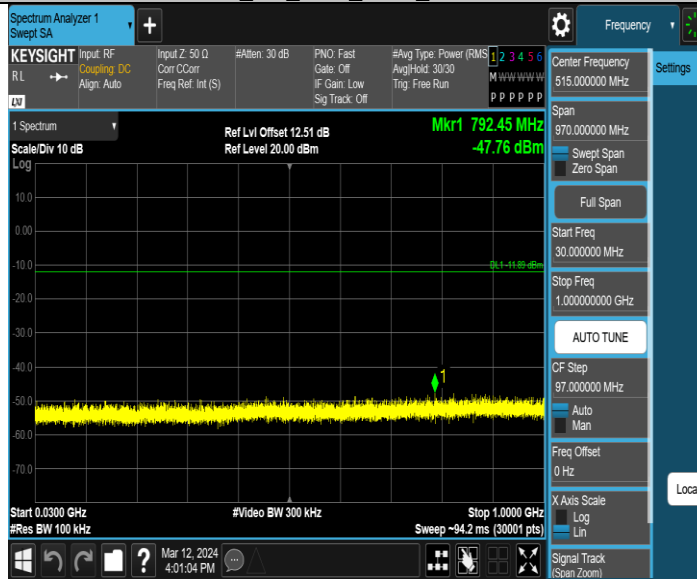 Spectrum Analyzer 1
Swept SA
+
Frequency
KEYSIGHT
Input: RF
Coupling: DC
Align: Auto
Input Z: 50 Ω
Corr CCorr
Freq Ref: Int (S)
#Atten: 30 dB
PNO: Fast
Gate: Off
IF Gain: Low
Sig Track: Off
#Avg Type: Power (RMS
Avg|Hold: 30/30
Trig: Free Run
1 2 3 4 5 6
M W W W W W
P P P P P P
R L
LXI
Center Frequency
515.000000 MHz
Settings
Span
970.000000 MHz
Swept Span
Zero Span
Full Span
Start Freq
30.000000 MHz
Stop Freq
1.000000000 GHz
AUTO TUNE
CF Step
97.000000 MHz
Auto
Man
Freq Offset
0 Hz
X Axis Scale
Log
Lin
Signal Track
(Span Zoom)
Loca
1 Spectrum
Scale/Div 10 dB
Log
Ref Lvl Offset 12.51 dB
Ref Level 20.00 dBm
Mkr1 792.45 MHz
-47.76 dBm
10.0
0.00
-10.0
DL1 -11.89 dBm
-20.0
-30.0
-40.0
1
-50.0
-60.0
-70.0
Start 0.0300 GHz
#Res BW 100 kHz
#Video BW 300 kHz
Stop 1.0000 GHz
Sweep ~94.2 ms (30001 pts)
?
Mar 12, 2024
4:01:04 PM